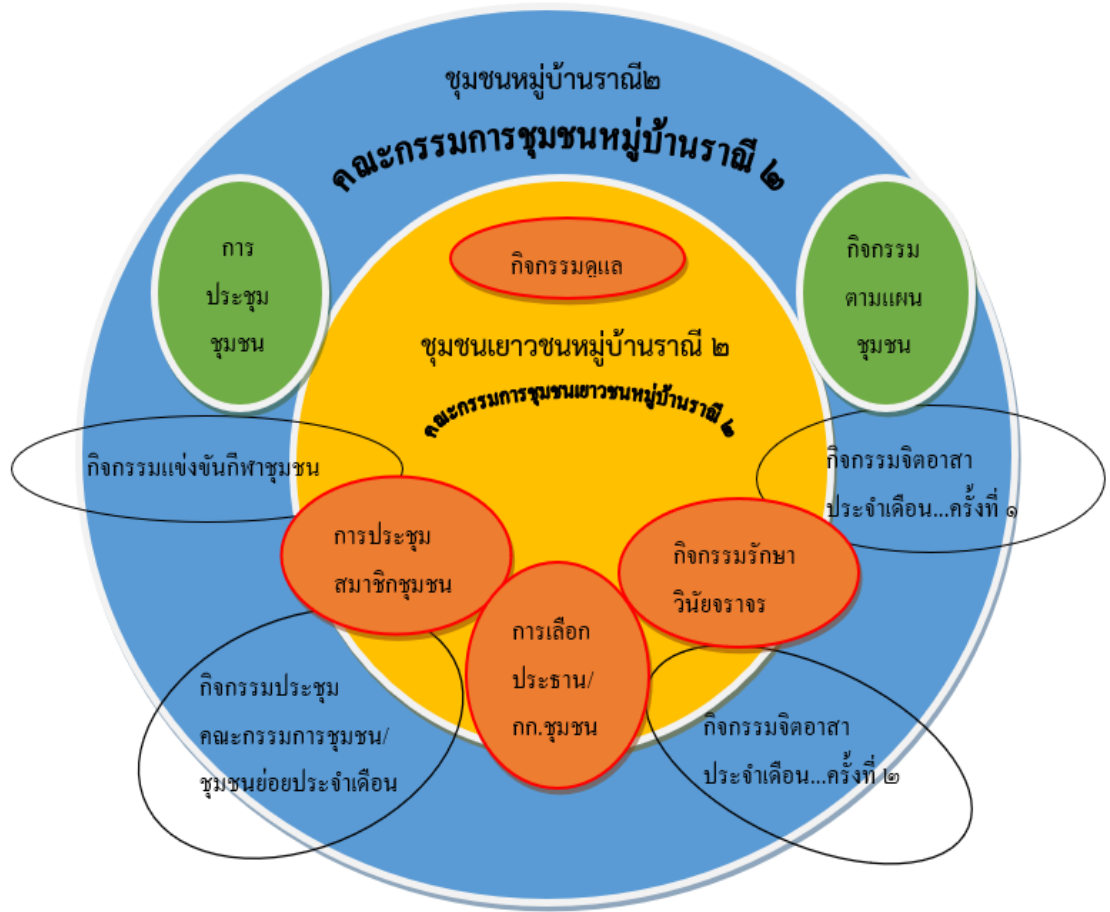 ชุมชนหมู่บ้านราณี๒
คณะกรรมการชุมชนหมู่บ้านราณี ๒
การ
ประชุม
ชุมชน
กิจกรรมดูแล
กิจกรรม
ตามแผน
ชุมชน
ชุมชนเยาวชนหมู่บ้านราณี ๒
คณะกรรมการชุมชนเยาวชนหมู่บ้านราณี ๒
กิจกรรมแข่งขันกีฬาชุมชน
กิจกรรมจิตอาสา
ประจำเดือน...ครั้งที่ ๑
การประชุม
สมาชิกชุมชน
กิจกรรมรักษา
วินัยจราจร
การเลือก
ประธาน/
กก.ชุมชน
กิจกรรมประชุม
คณะกรรมการชุมชน/
ชุมชนย่อยประจำเดือน
กิจกรรมจิตอาสา
ประจำเดือน...ครั้งที่ ๒